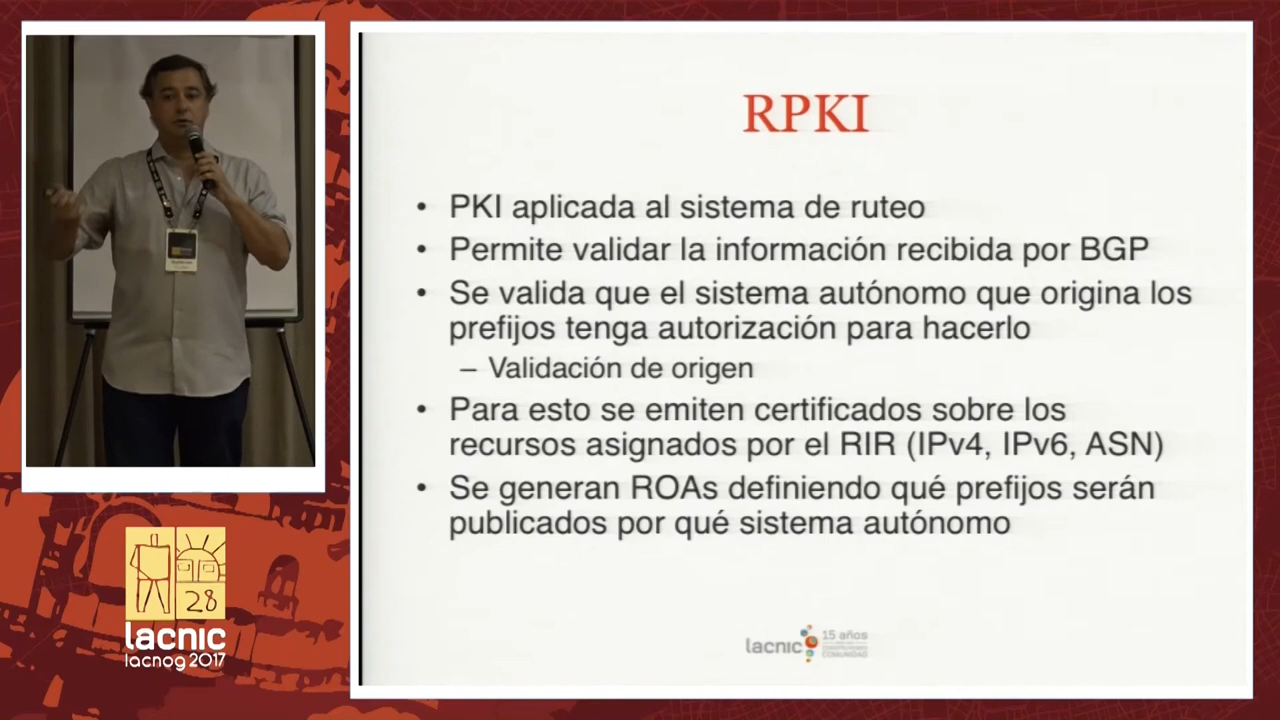 RPKI
• PKI aplicada al sistema de ruteo
• Permite validar la información recibida por BGP
• Se valida que el sistema autónomo que origina los
prefijos tenga autorización para hacerlo
– Validación de origen
• Para esto se emiten certificados sobre los
recursos asignados por el RIR (IPv4, IPv6, ASN)
• Se generan ROAs definiendo qué prefijos serán
publicados por qué sistema autónomo
lacnic
15 años
COMUNIDAD
28
lacnic
lacnog 2017